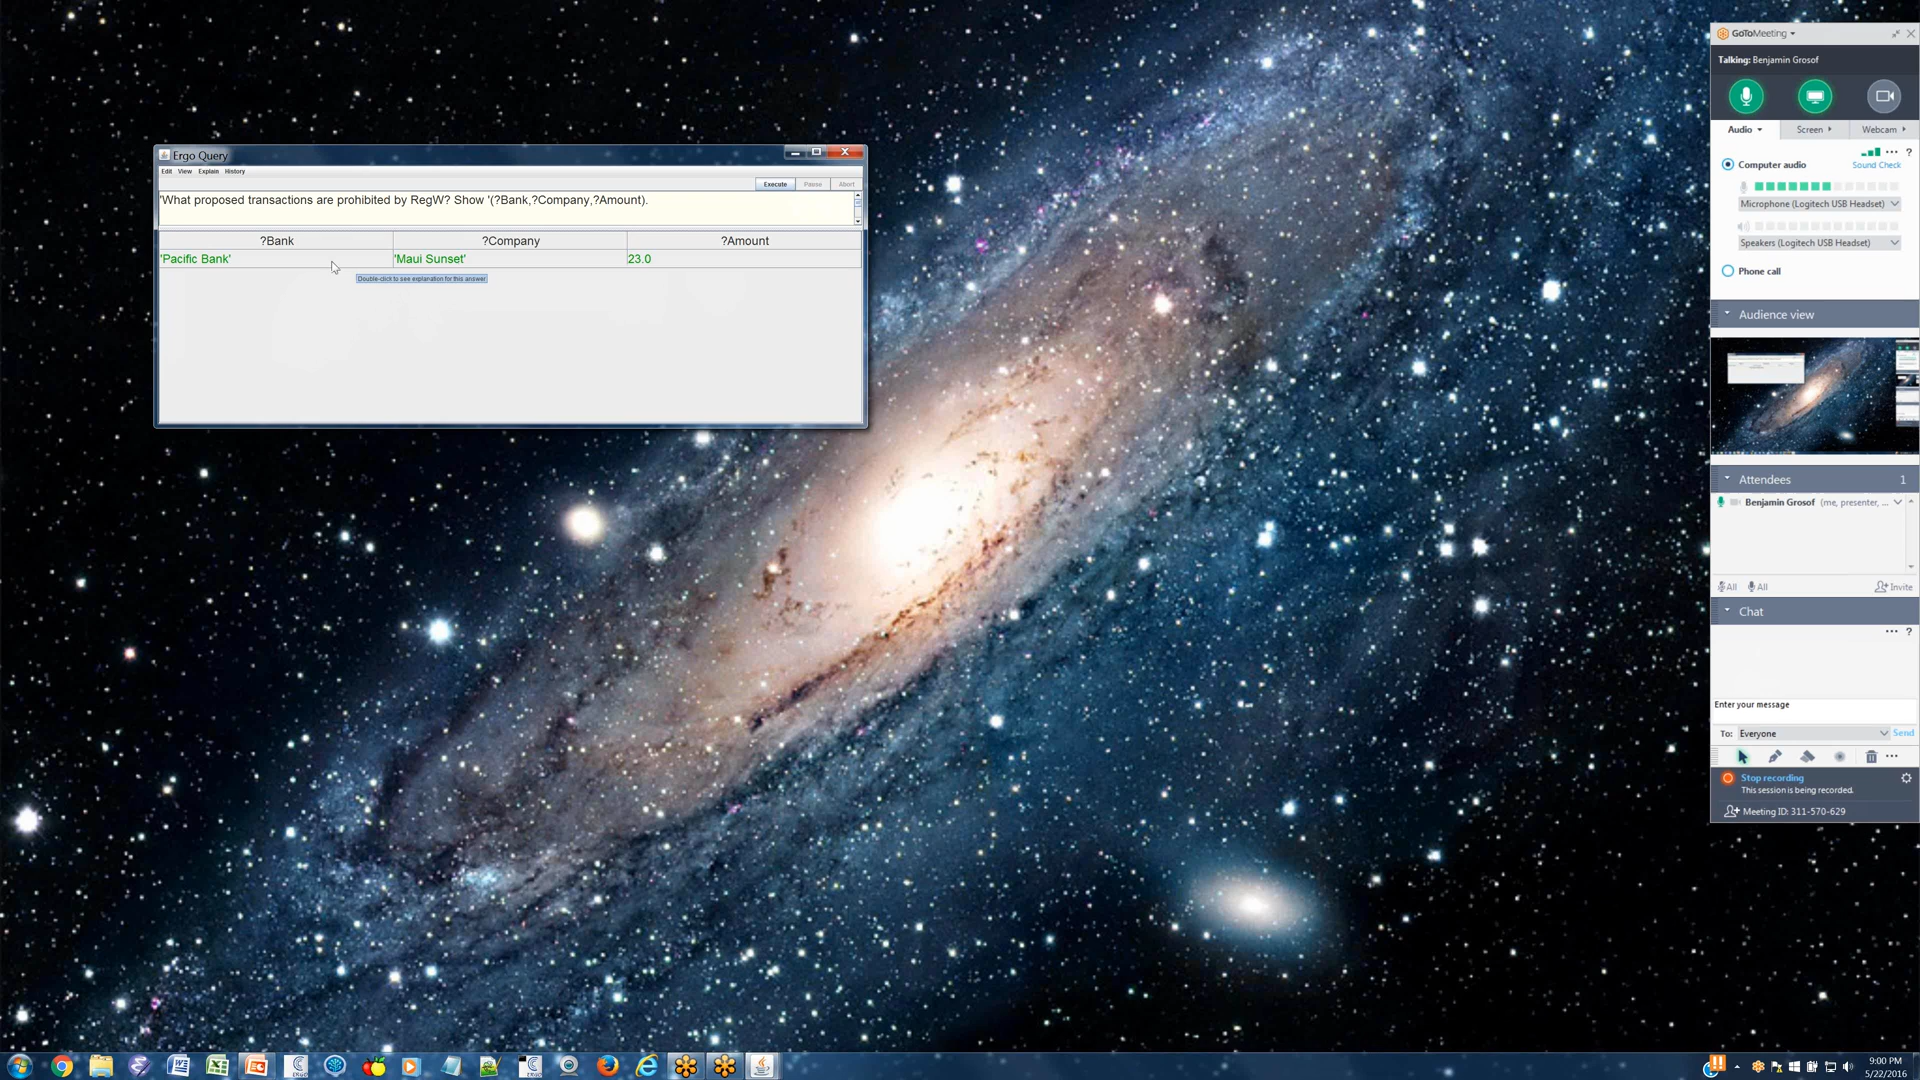 GoToMeeting
Talking: Benjamin Grosof
Audio
Screen
Webcam
Computer audio
Sound Check
Microphone (Logitech USB Headset)
Speakers (Logitech USB Headset)
Phone call
Audience view
Attendees 1
Benjamin Grosof (me, presenter, ...
All All Invite
Chat
Enter your message
To: Everyone Send
Stop recording
This session is being recorded.
Meeting ID: 311-570-629
Ergo Query
Edit View Explain History
Execute Pause Abort
'What proposed transactions are prohibited by RegW? Show '(?Bank,?Company,?Amount).
?Bank ?Company ?Amount
'Pacific Bank' 'Maui Sunset' 23.0
Double-click to see explanation for this answer
9:00 PM
5/22/2016